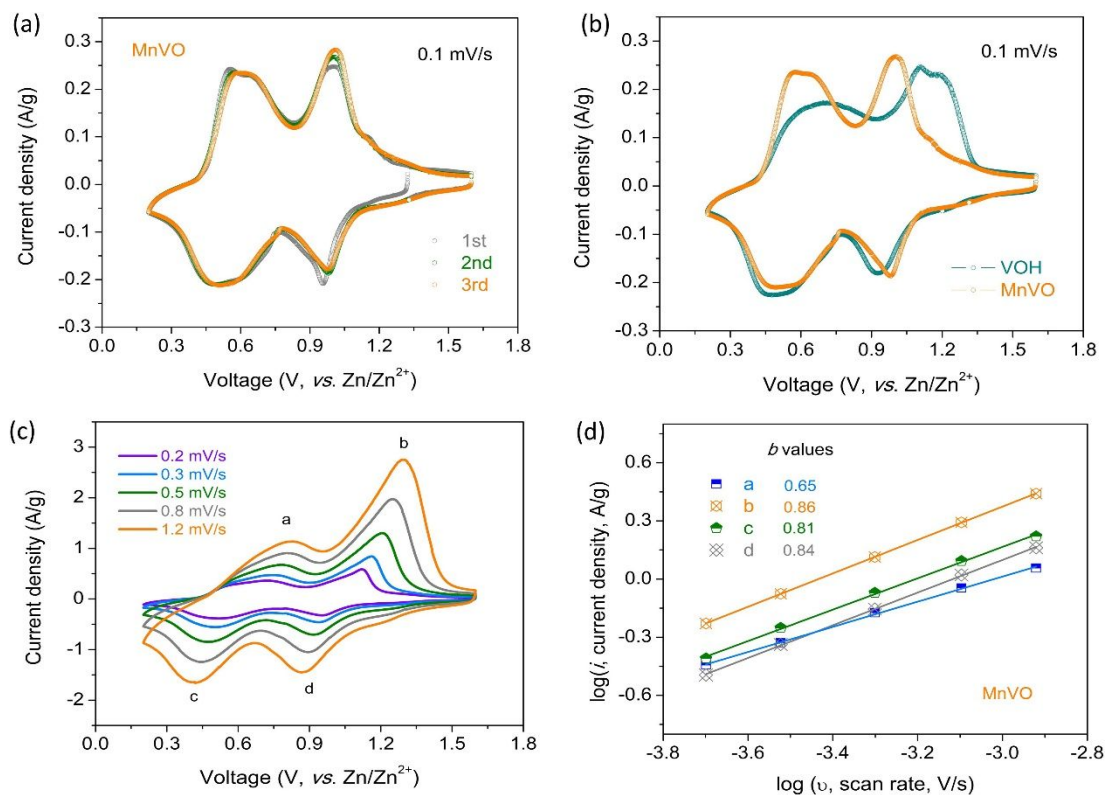 (a)
MnVO
0.1 mV/s
0.3
0.2
0.1
0.0
-0.1
-0.2
-0.3
Current density (A/g)
1st
2nd
3rd
0.0
0.3
0.6
0.9
1.2
1.5
1.8
Voltage (V, vs. Zn/Zn²⁺)
(b)
0.1 mV/s
0.3
0.2
0.1
0.0
-0.1
-0.2
-0.3
Current density (A/g)
VOH
MnVO
0.0
0.3
0.6
0.9
1.2
1.5
1.8
Voltage (V, vs. Zn/Zn²⁺)
(c)
0.2 mV/s
0.3 mV/s
0.5 mV/s
0.8 mV/s
1.2 mV/s
a
b
c
d
3
2
1
0
-1
-2
Current density (A/g)
0.0
0.3
0.6
0.9
1.2
1.5
1.8
Voltage (V, vs. Zn/Zn²⁺)
(d)
b values
a 0.65
b 0.86
c 0.81
d 0.84
0.6
0.3
0.0
-0.3
-0.6
log(i, current density, A/g)
MnVO
-3.8
-3.6
-3.4
-3.2
-3.0
-2.8
log (υ, scan rate, V/s)